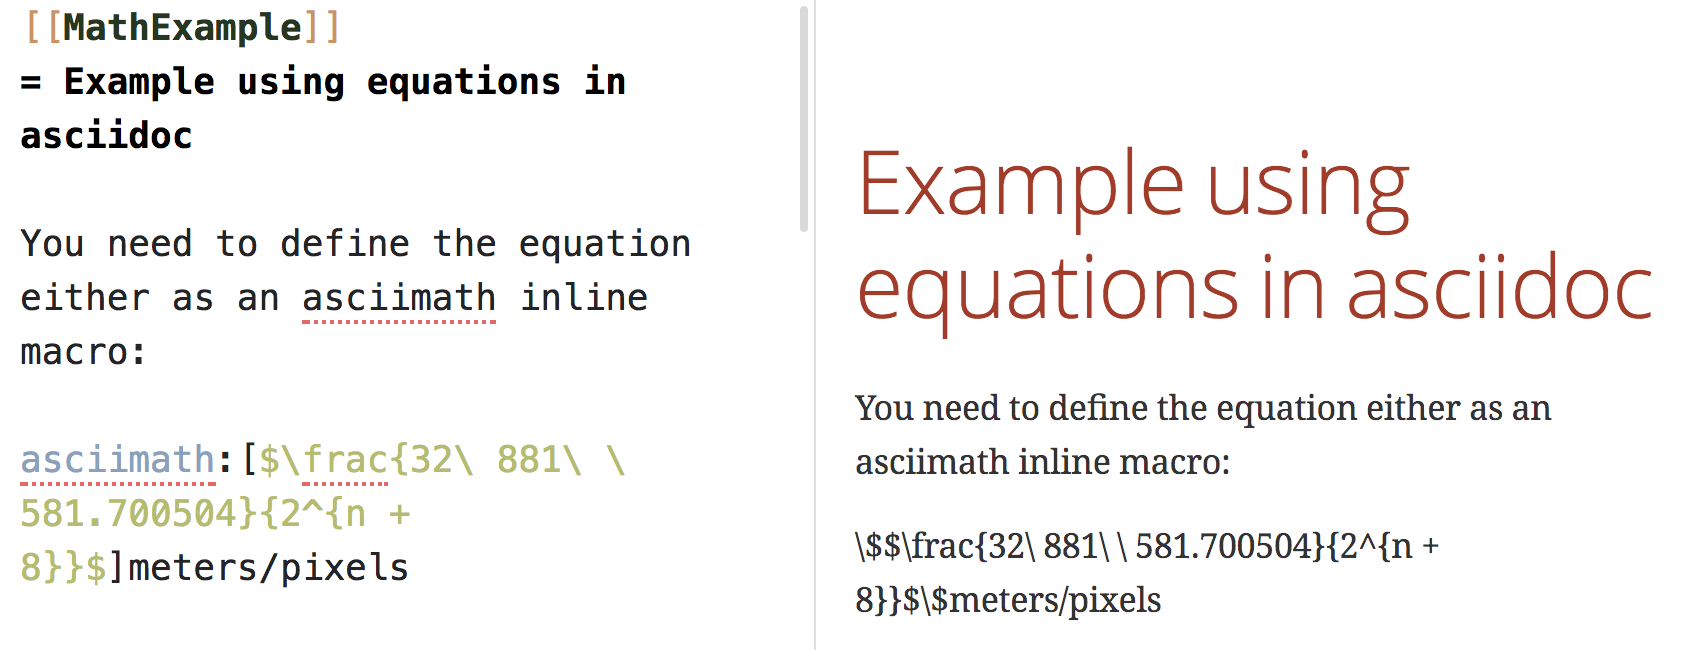 [[MathExample]]
= Example using equations in
asciidoc
You need to define the equation
either as an asciimath inline
macro:
asciimath:[$\frac{32\ 881\ \
581.700504}{2^{n +
8}}$]meters/pixels
Example using
equations in asciidoc
You need to define the equation either as an
asciimath inline macro:
\$$\frac{32\ 881\ \ 581.700504}{2^{n +
8}}$\$meters/pixels